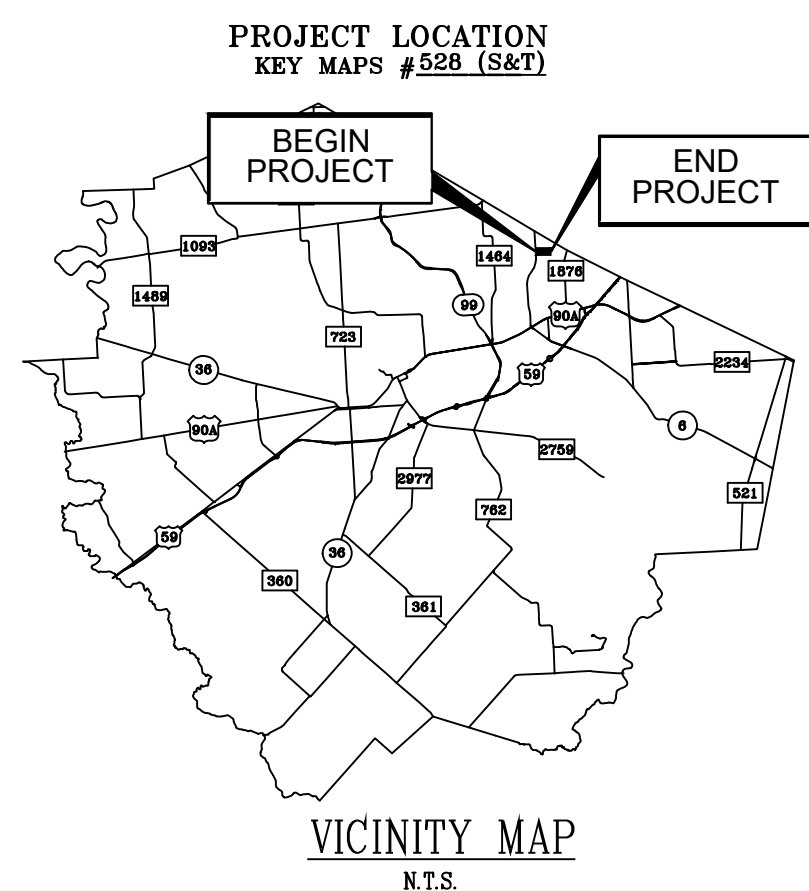 PROJECT LOCATION
KEY MAPS #528 (S&T)
BEGIN
PROJECT
END
PROJECT
1093
1464
1876
1489
99
90A
723
36
59
2234
90A
6
2977
2759
521
762
59
36
360
361
VICINITY MAP
N.T.S.